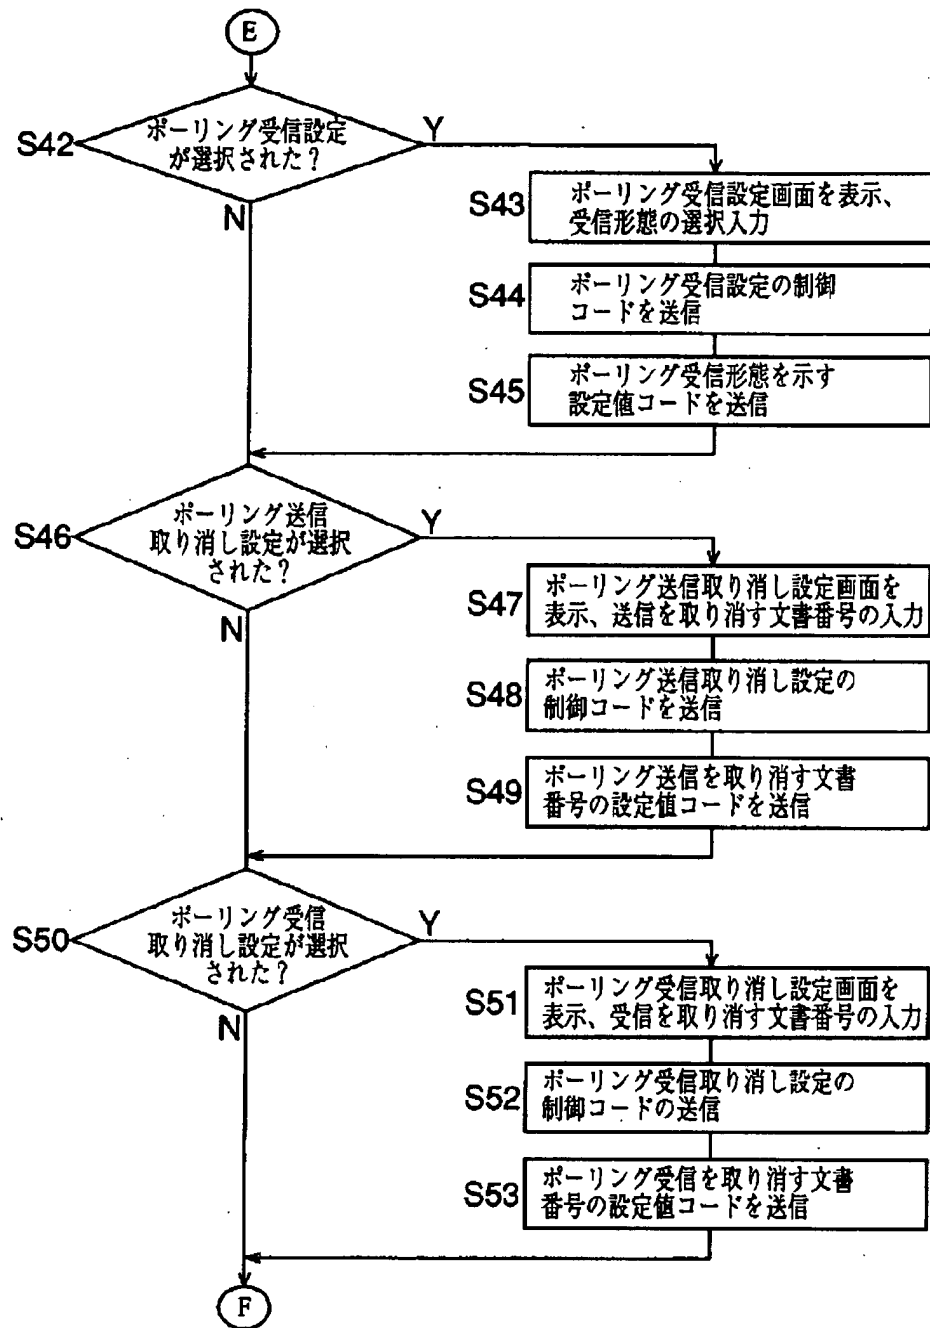 E
S42
ポーリング受信設定
が選択された?
Y
N
S43
ポーリング受信設定画面を表示、
受信形態の選択入力
S44
ポーリング受信設定の制御
コードを送信
S45
ポーリング受信形態を示す
設定値コードを送信
S46
ポーリング送信
取り消し設定が選択
された?
Y
N
S47
ポーリング送信取り消し設定画面を
表示、送信を取り消す文書番号の入力
S48
ポーリング送信取り消し設定の
制御コードを送信
S49
ポーリング送信を取り消す文書
番号の設定値コードを送信
S50
ポーリング受信
取り消し設定が選択
された?
Y
N
S51
ポーリング受信取り消し設定画面を
表示、受信を取り消す文書番号の入力
S52
ポーリング受信取り消し設定の
制御コードの送信
S53
ポーリング受信を取り消す文書
番号の設定値コードを送信
F